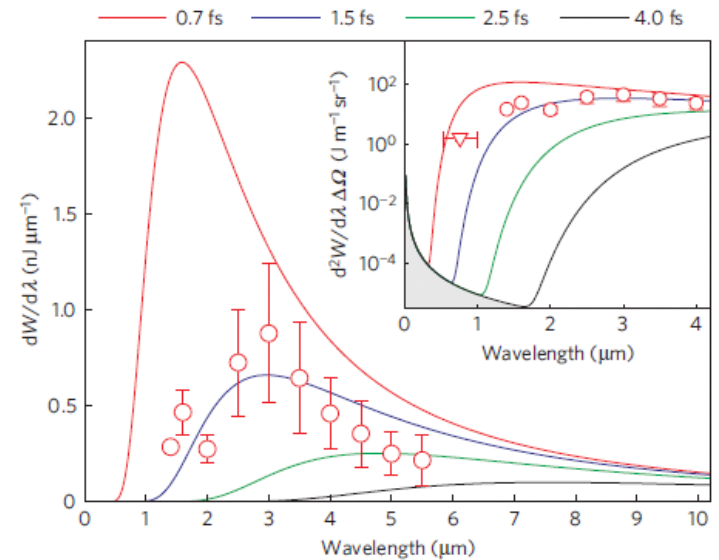 0.7 fs 1.5 fs 2.5 fs 4.0 fs
dW/dλ (nJ μm⁻¹)
2.0
1.5
1.0
0.5
0
0 1 2 3 4 5 6 7 8 9 10
Wavelength (μm)
d²W/dλ ΔΩ (J m⁻¹ sr⁻¹)
10²
10⁰
10⁻²
10⁻⁴
0 1 2 3 4
Wavelength (μm)